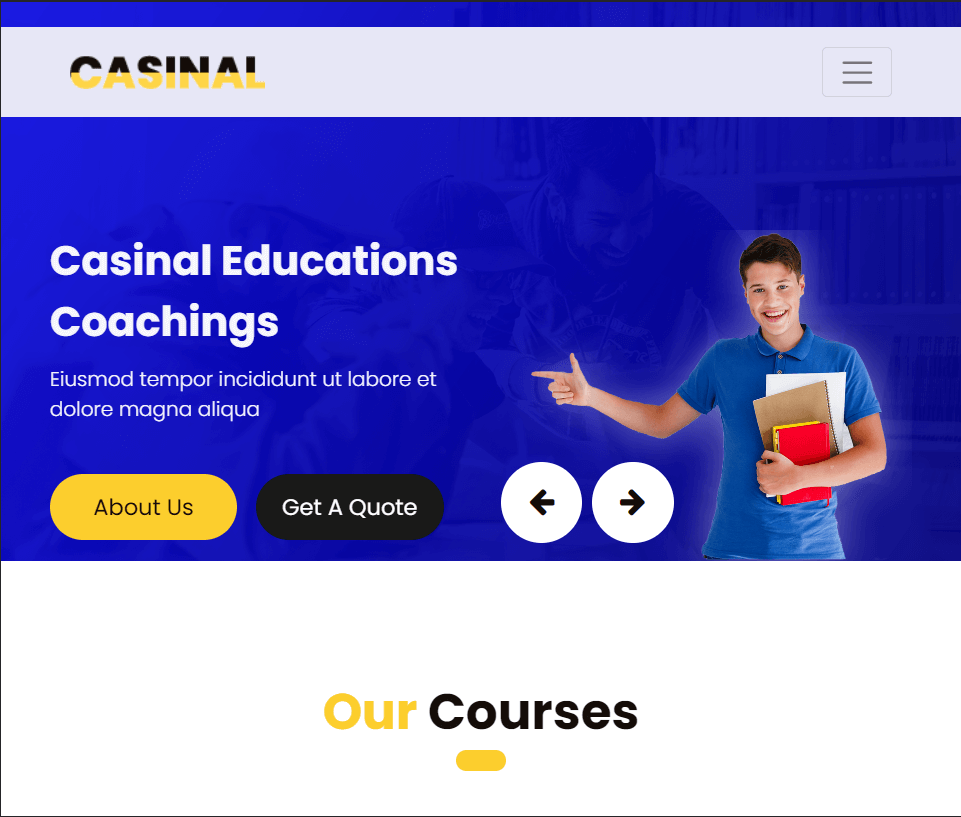 CASINAL
Casinal Educations
Coachings
Eiusmod tempor incididunt ut labore et
dolore magna aliqua
About Us
Get A Quote
Our Courses